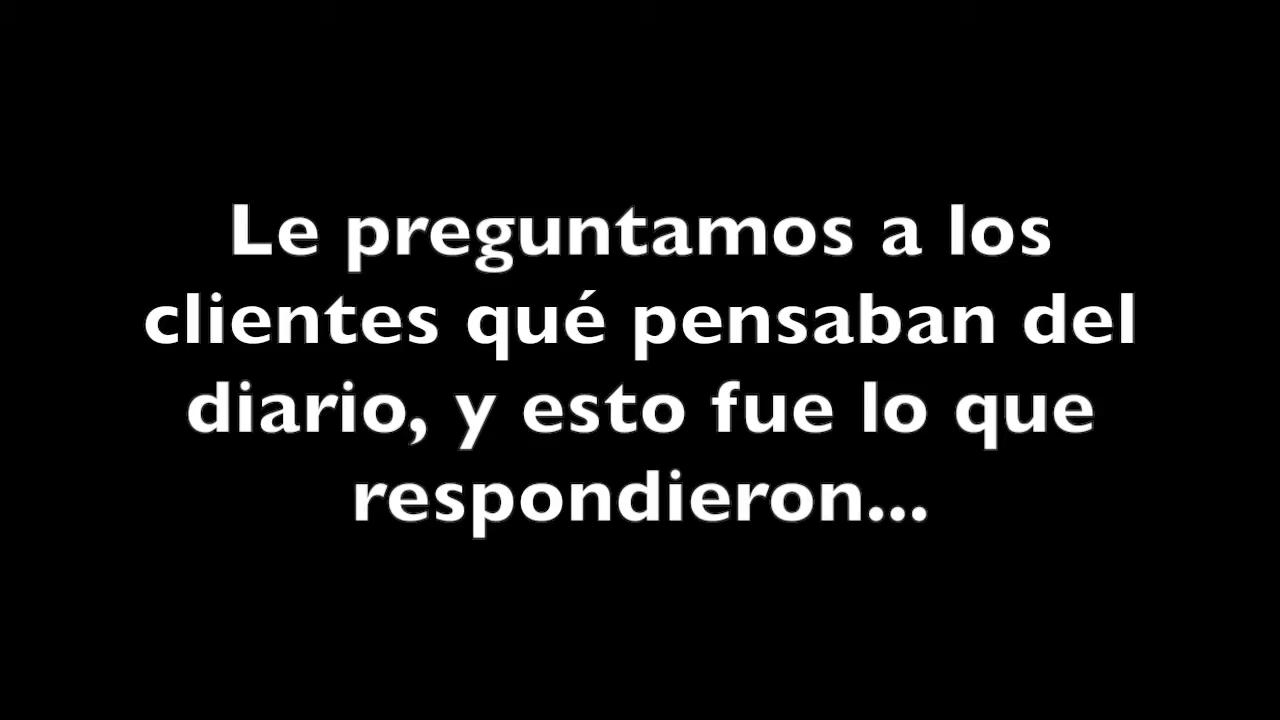 Le preguntamos a los
clientes qué pensaban del
diario, y esto fue lo que
respondieron...